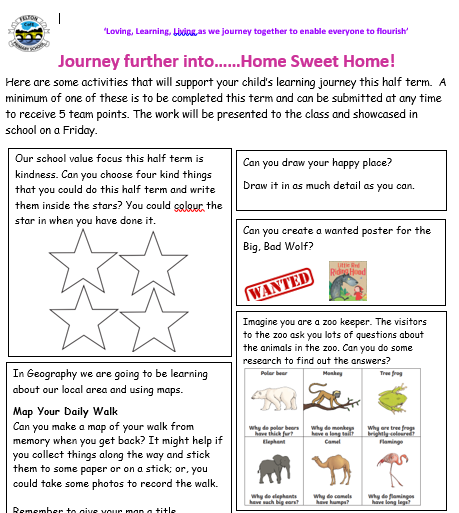 FELTON
PRIMARY SCHOOL
'Loving, Learning, Living as we journey together to enable everyone to flourish'
Journey further into……Home Sweet Home!
Here are some activities that will support your child's learning journey this half term. A
minimum of one of these is to be completed this term and can be submitted at any time
to receive 5 team points. The work will be presented to the class and showcased in
school on a Friday.
Our school value focus this half term is
kindness. Can you choose four kind things
that you could do this half term and write
them inside the stars? You could colour the
star in when you have done it.
In Geography we are going to be learning
about our local area and using maps.
Map Your Daily Walk
Can you make a map of your walk from
memory when you get back? It might help if
you collect things along the way and stick
them to some paper or on a stick; or, you
could take some photos to record the walk.
Remember to give your map a title
Can you draw your happy place?
Draw it in as much detail as you can.
Can you create a wanted poster for the
Big, Bad Wolf?
WANTED
Little Red
Riding Hood
Imagine you are a zoo keeper. The visitors
to the zoo ask you lots of questions about
the animals in the zoo. Can you do some
research to find out the answers?
Polar bear Monkey Tree frog
Why do polar bears have thick fur? Why do monkeys have a long tail? Why are tree frogs brightly-coloured?
Elephant Camel Flamingo
Why do elephants have such big ears? Why do camels have humps? Why do flamingos have long legs?